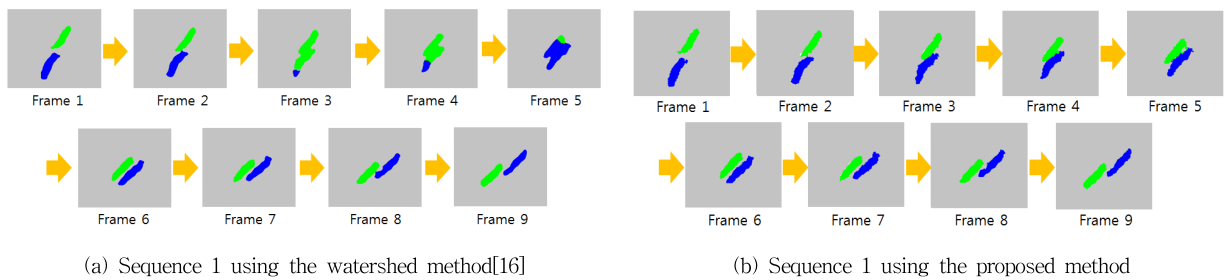 Frame 1 Frame 2 Frame 3 Frame 4 Frame 5
Frame 6 Frame 7 Frame 8 Frame 9
(a) Sequence 1 using the watershed method[16]
Frame 1 Frame 2 Frame 3 Frame 4 Frame 5
Frame 6 Frame 7 Frame 8 Frame 9
(b) Sequence 1 using the proposed method